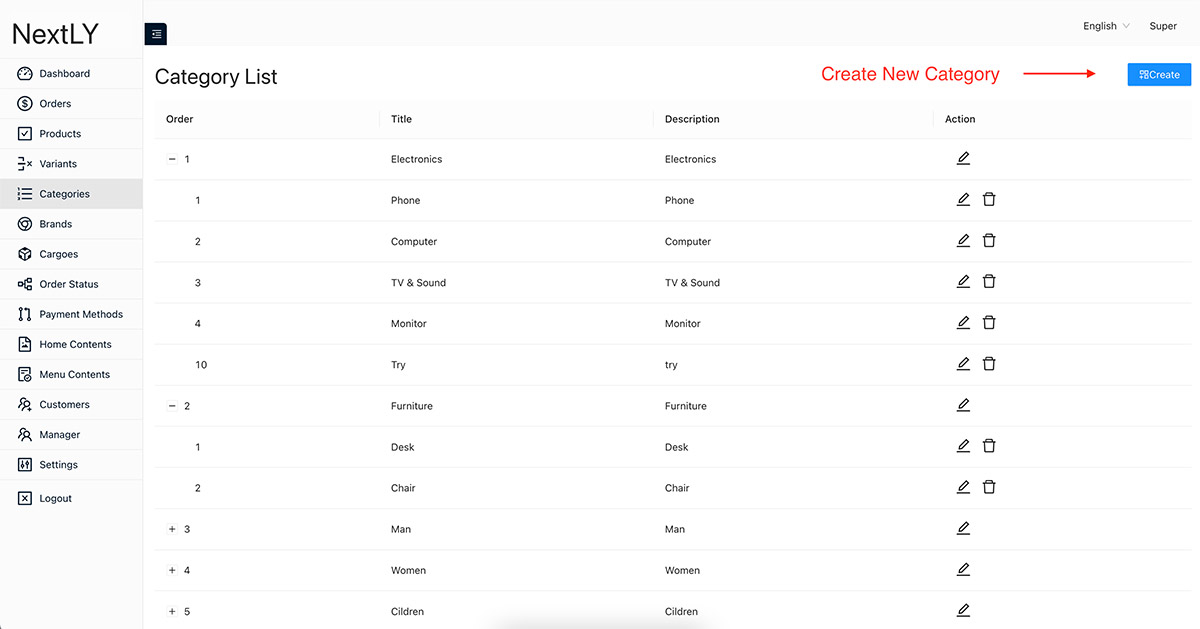 NextLY
English Super
Dashboard
Orders
Products
Variants
Categories
Brands
Cargoes
Order Status
Payment Methods
Home Contents
Menu Contents
Customers
Manager
Settings
Logout
Category List
Create New Category
Create
Order Title Description Action
1 Electronics Electronics
1 Phone Phone
2 Computer Computer
3 TV & Sound TV & Sound
4 Monitor Monitor
10 Try try
2 Furniture Furniture
1 Desk Desk
2 Chair Chair
3 Man Man
4 Women Women
5 Cildren Cildren